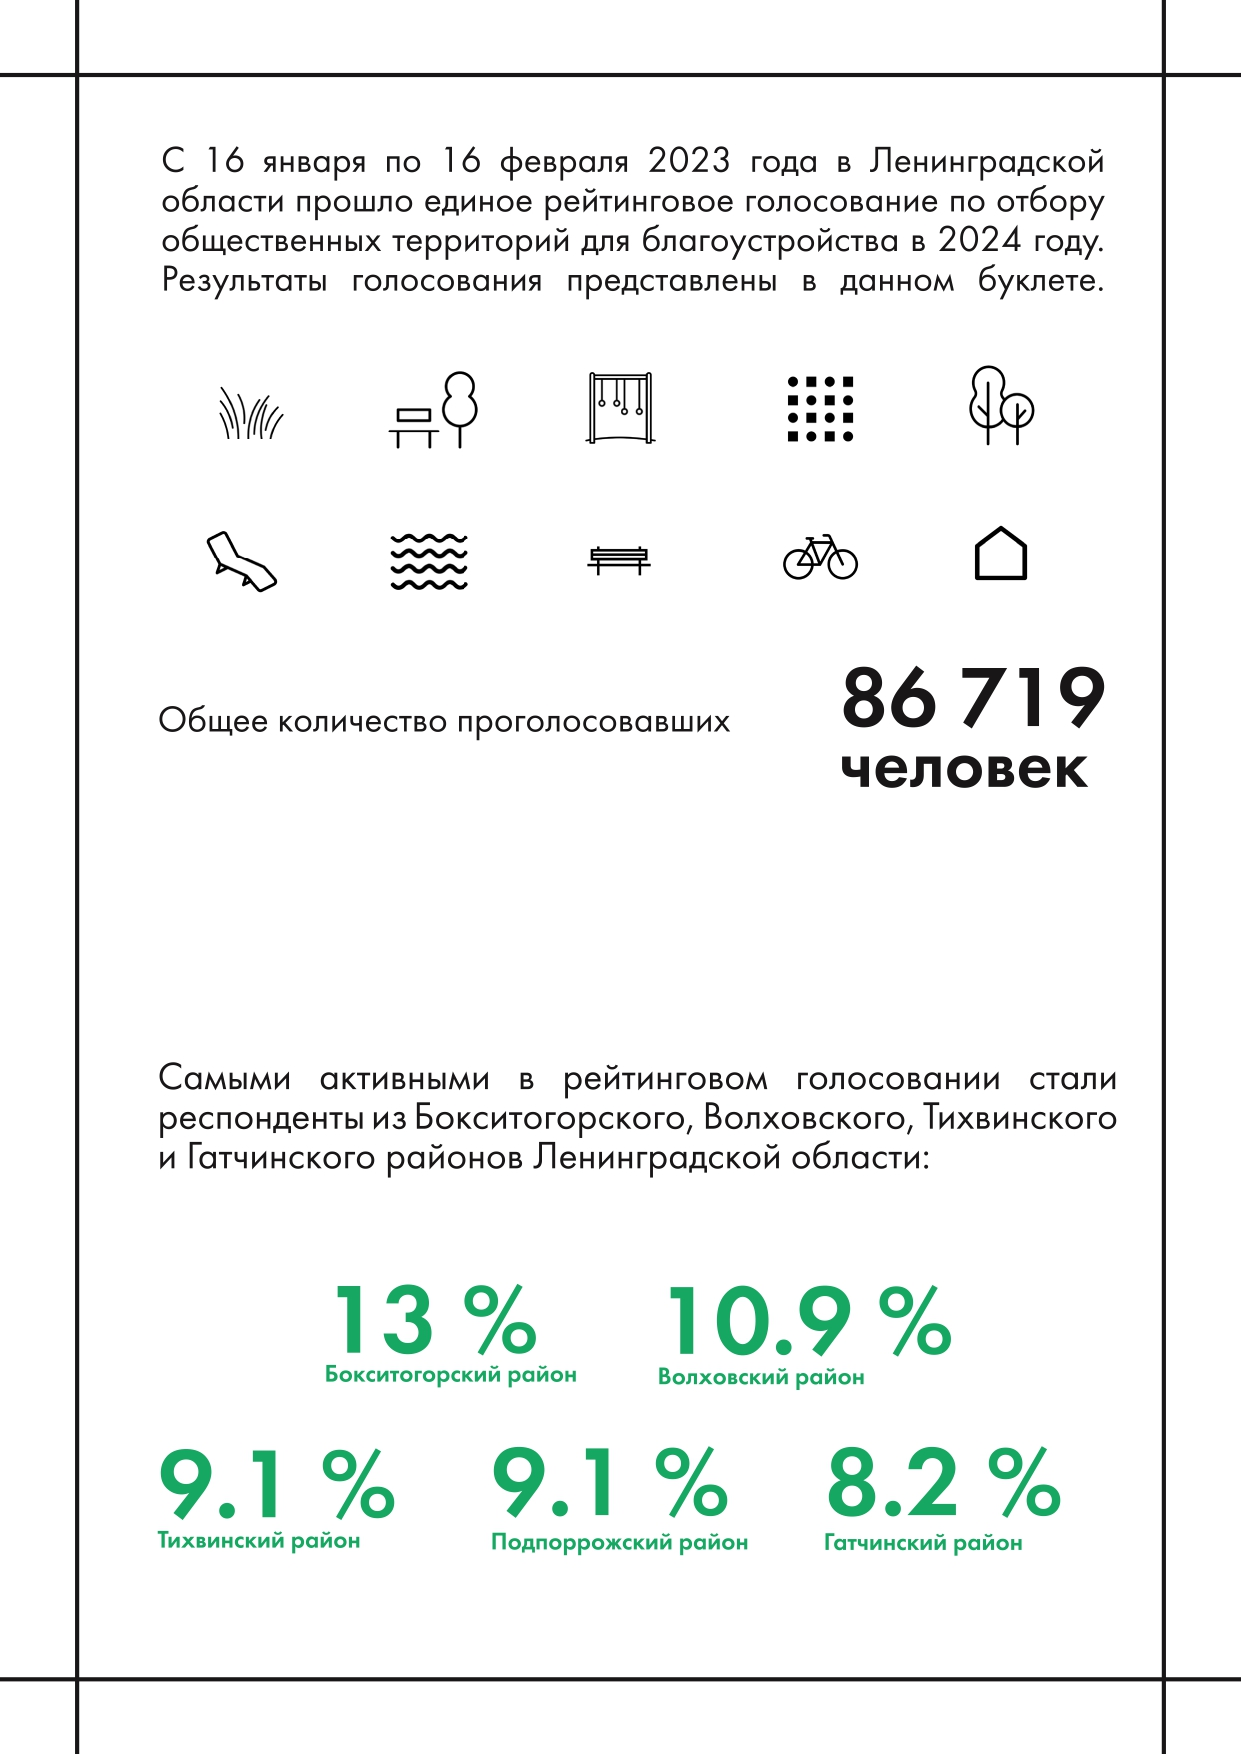 С 16 января по 16 февраля 2023 года в Ленинградской
области прошло единое рейтинговое голосование по отбору
общественных территорий для благоустройства в 2024 году.
Результаты голосования представлены в данном буклете.
Общее количество проголосовавших
86 719
человек
Самыми активными в рейтинговом голосовании стали
респонденты из Бокситогорского, Волховского, Тихвинского
и Гатчинского районов Ленинградской области:
13 %
Бокситогорский район
10.9 %
Волховский район
9.1 %
Тихвинский район
9.1 %
Подпоррожский район
8.2 %
Гатчинский район